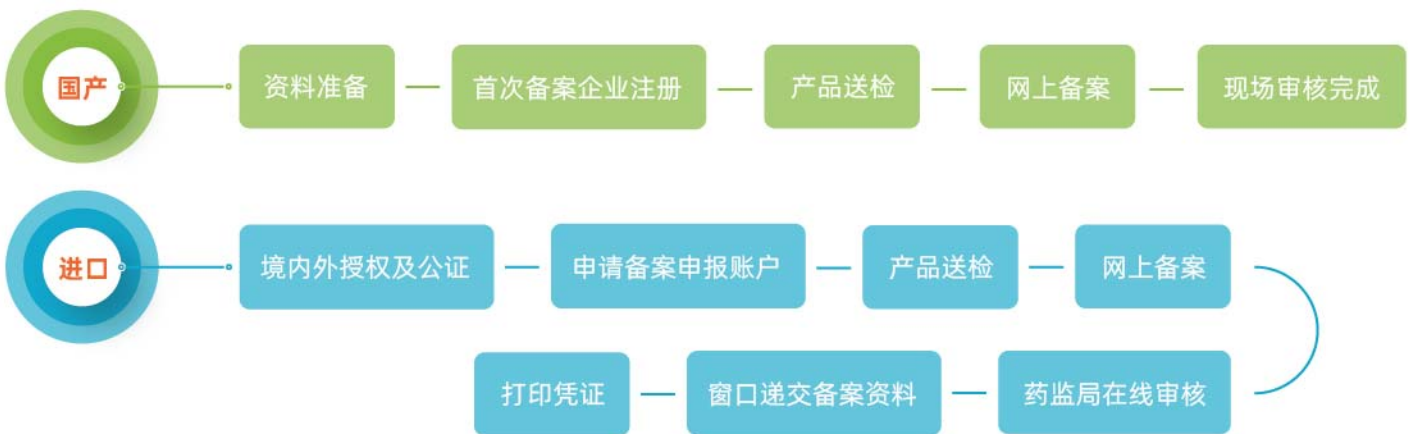 国产
资料准备
首次备案企业注册
产品送检
网上备案
现场审核完成
进口
境内外授权及公证
申请备案申报账户
产品送检
网上备案
药监局在线审核
窗口递交备案资料
打印凭证